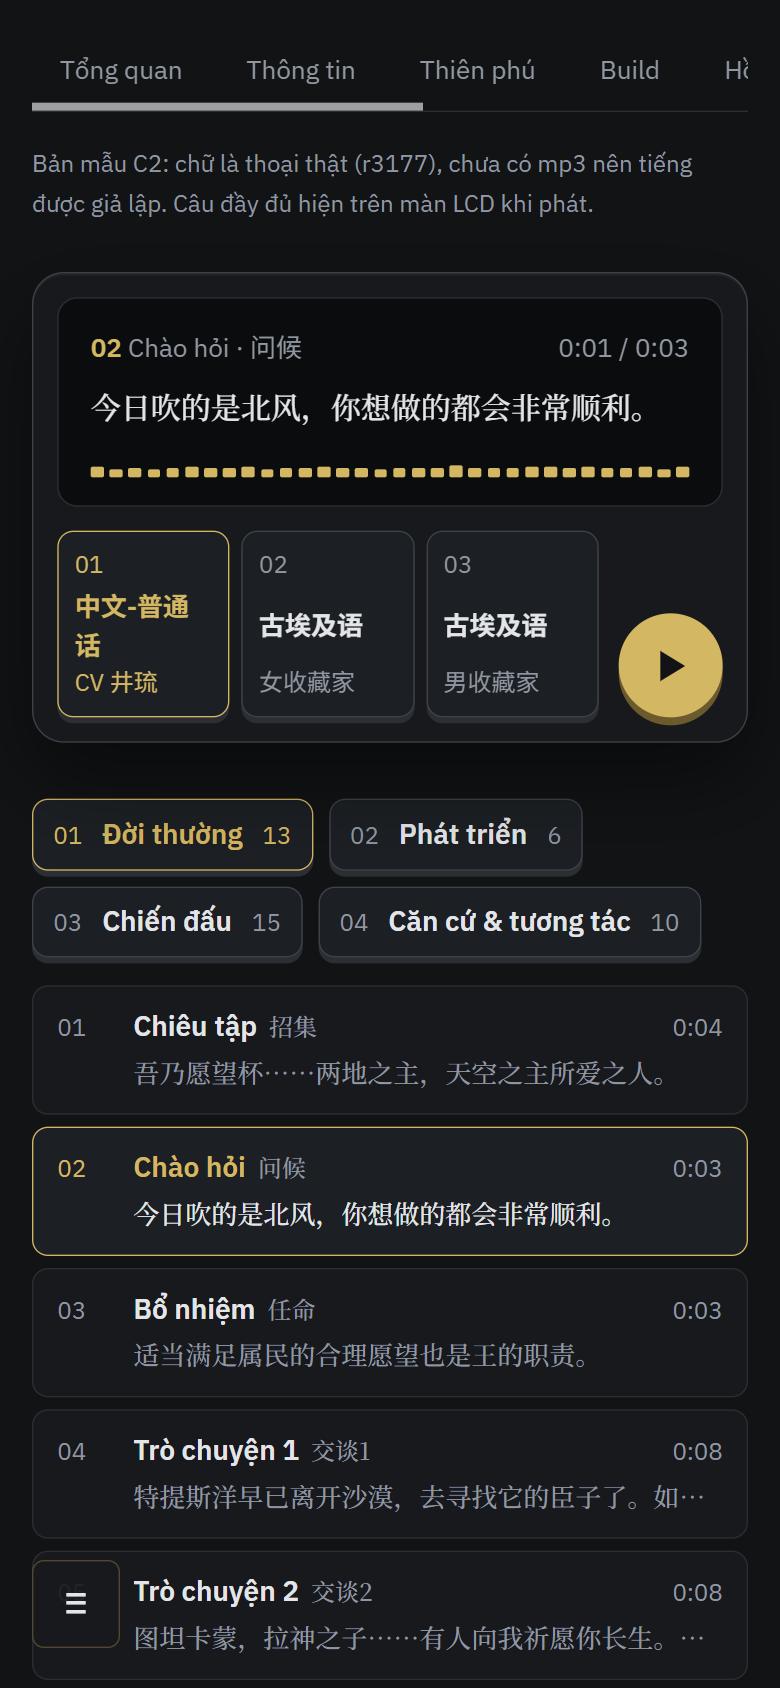 Tổng quan Thông tin Thiên phú Build
Bản mẫu C2: chữ là thoại thật (r3177), chưa có mp3 nên tiếng
được giả lập. Câu đầy đủ hiện trên màn LCD khi phát.
02 Chào hỏi · 问候 0:01 / 0:03
今日吹的是北风，你想做的都会非常顺利。
01
中文-普通
话
CV 井琉
02
古埃及语
女收藏家
03
古埃及语
男收藏家
01 Đời thường 13
02 Phát triển 6
03 Chiến đấu 15
04 Căn cứ & tương tác 10
01 Chiêu tập 招集 0:04
吾乃愿望杯……两地之主，天空之主所爱之人。
02 Chào hỏi 问候 0:03
今日吹的是北风，你想做的都会非常顺利。
03 Bổ nhiệm 任命 0:03
适当满足属民的合理愿望也是王的职责。
04 Trò chuyện 1 交谈1 0:08
特提斯洋早已离开沙漠，去寻找它的臣子了。如…
Trò chuyện 2 交谈2 0:08
图坦卡蒙，拉神之子……有人向我祈愿你长生。…